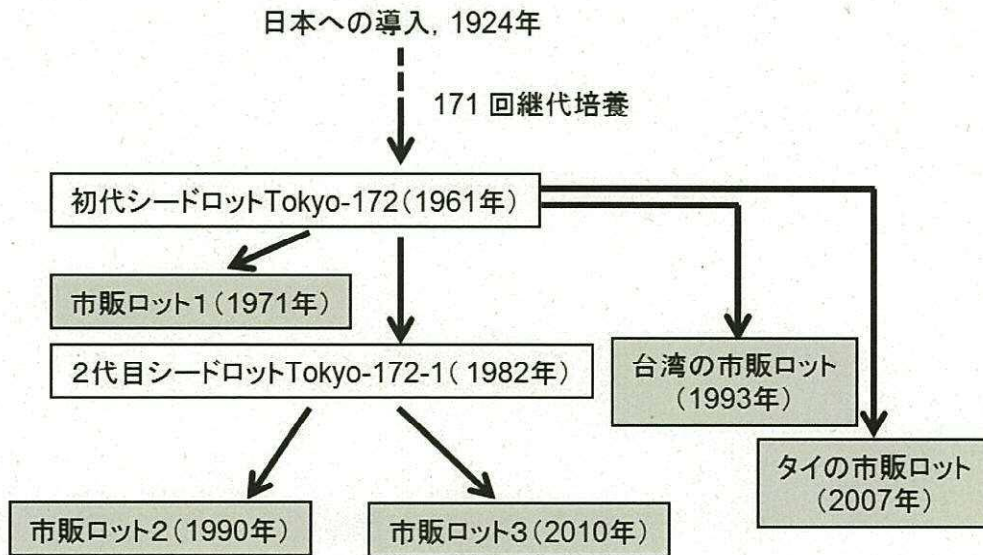 日本への導入, 1924年
171 回継代培養
初代シードロットTokyo-172(1961年)
市販ロット1(1971年)
2代目シードロットTokyo-172-1( 1982年)
台湾の市販ロット
(1993年)
タイの市販ロット
(2007年)
市販ロット2(1990年)
市販ロット3(2010年)